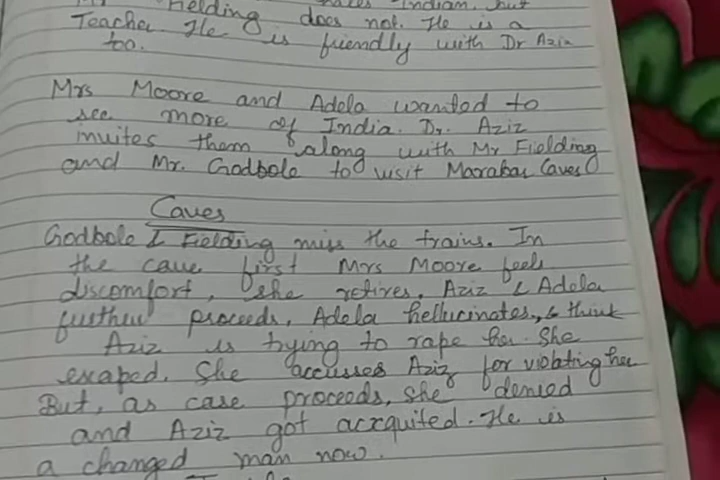 Fielding does not. He is a
Teacher He is friendly with Dr Aziz
too.
Mrs Moore and Adela wanted to
see more of India. Dr. Aziz
invites them along with Mr Fielding
and Mr. Godbole to visit Marabar Caves
Caves
Godbole & Fielding miss the trains. In
the cave first Mrs Moore feels
discomfort, she retires. Aziz & Adela
further proceeds, Adela hellucinates, & think
Aziz is trying to rape her. She
escaped. She accusses Aziz for violating her
But, as case proceeds, she denied
and Aziz got acxquited. He is
a changed man now.